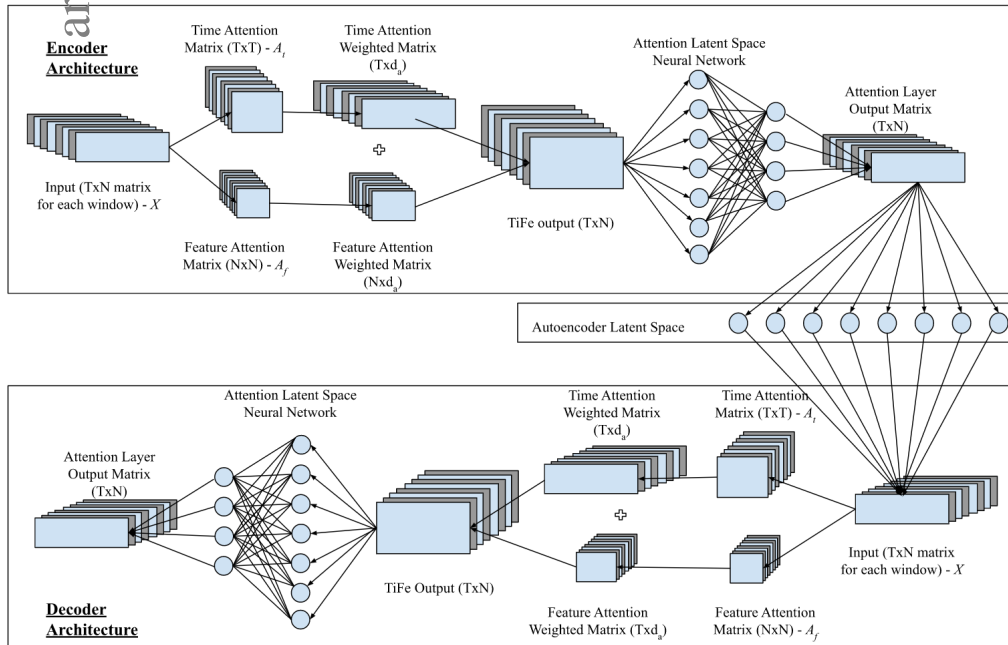 ar
Encoder
Architecture
Time Attention
Matrix (TxT) - Aₜ
Time Attention
Weighted Matrix
(Txdₐ)
Attention Latent Space
Neural Network
Attention Layer
Output Matrix
(TxN)
Input (TxN matrix
for each window) - X
TiFe output (TxN)
Feature Attention
Matrix (NxN) - A_f
Feature Attention
Weighted Matrix
(Nxdₐ)
Autoencoder Latent Space
Attention Latent Space
Neural Network
Time Attention
Weighted Matrix
(Txdₐ)
Time Attention
Matrix (TxT) - Aₜ
Attention Layer
Output Matrix
(TxN)
TiFe Output (TxN)
Input (TxN matrix
for each window) - X
Feature Attention
Weighted Matrix (Txdₐ)
Feature Attention
Matrix (NxN) - A_f
Decoder
Architecture